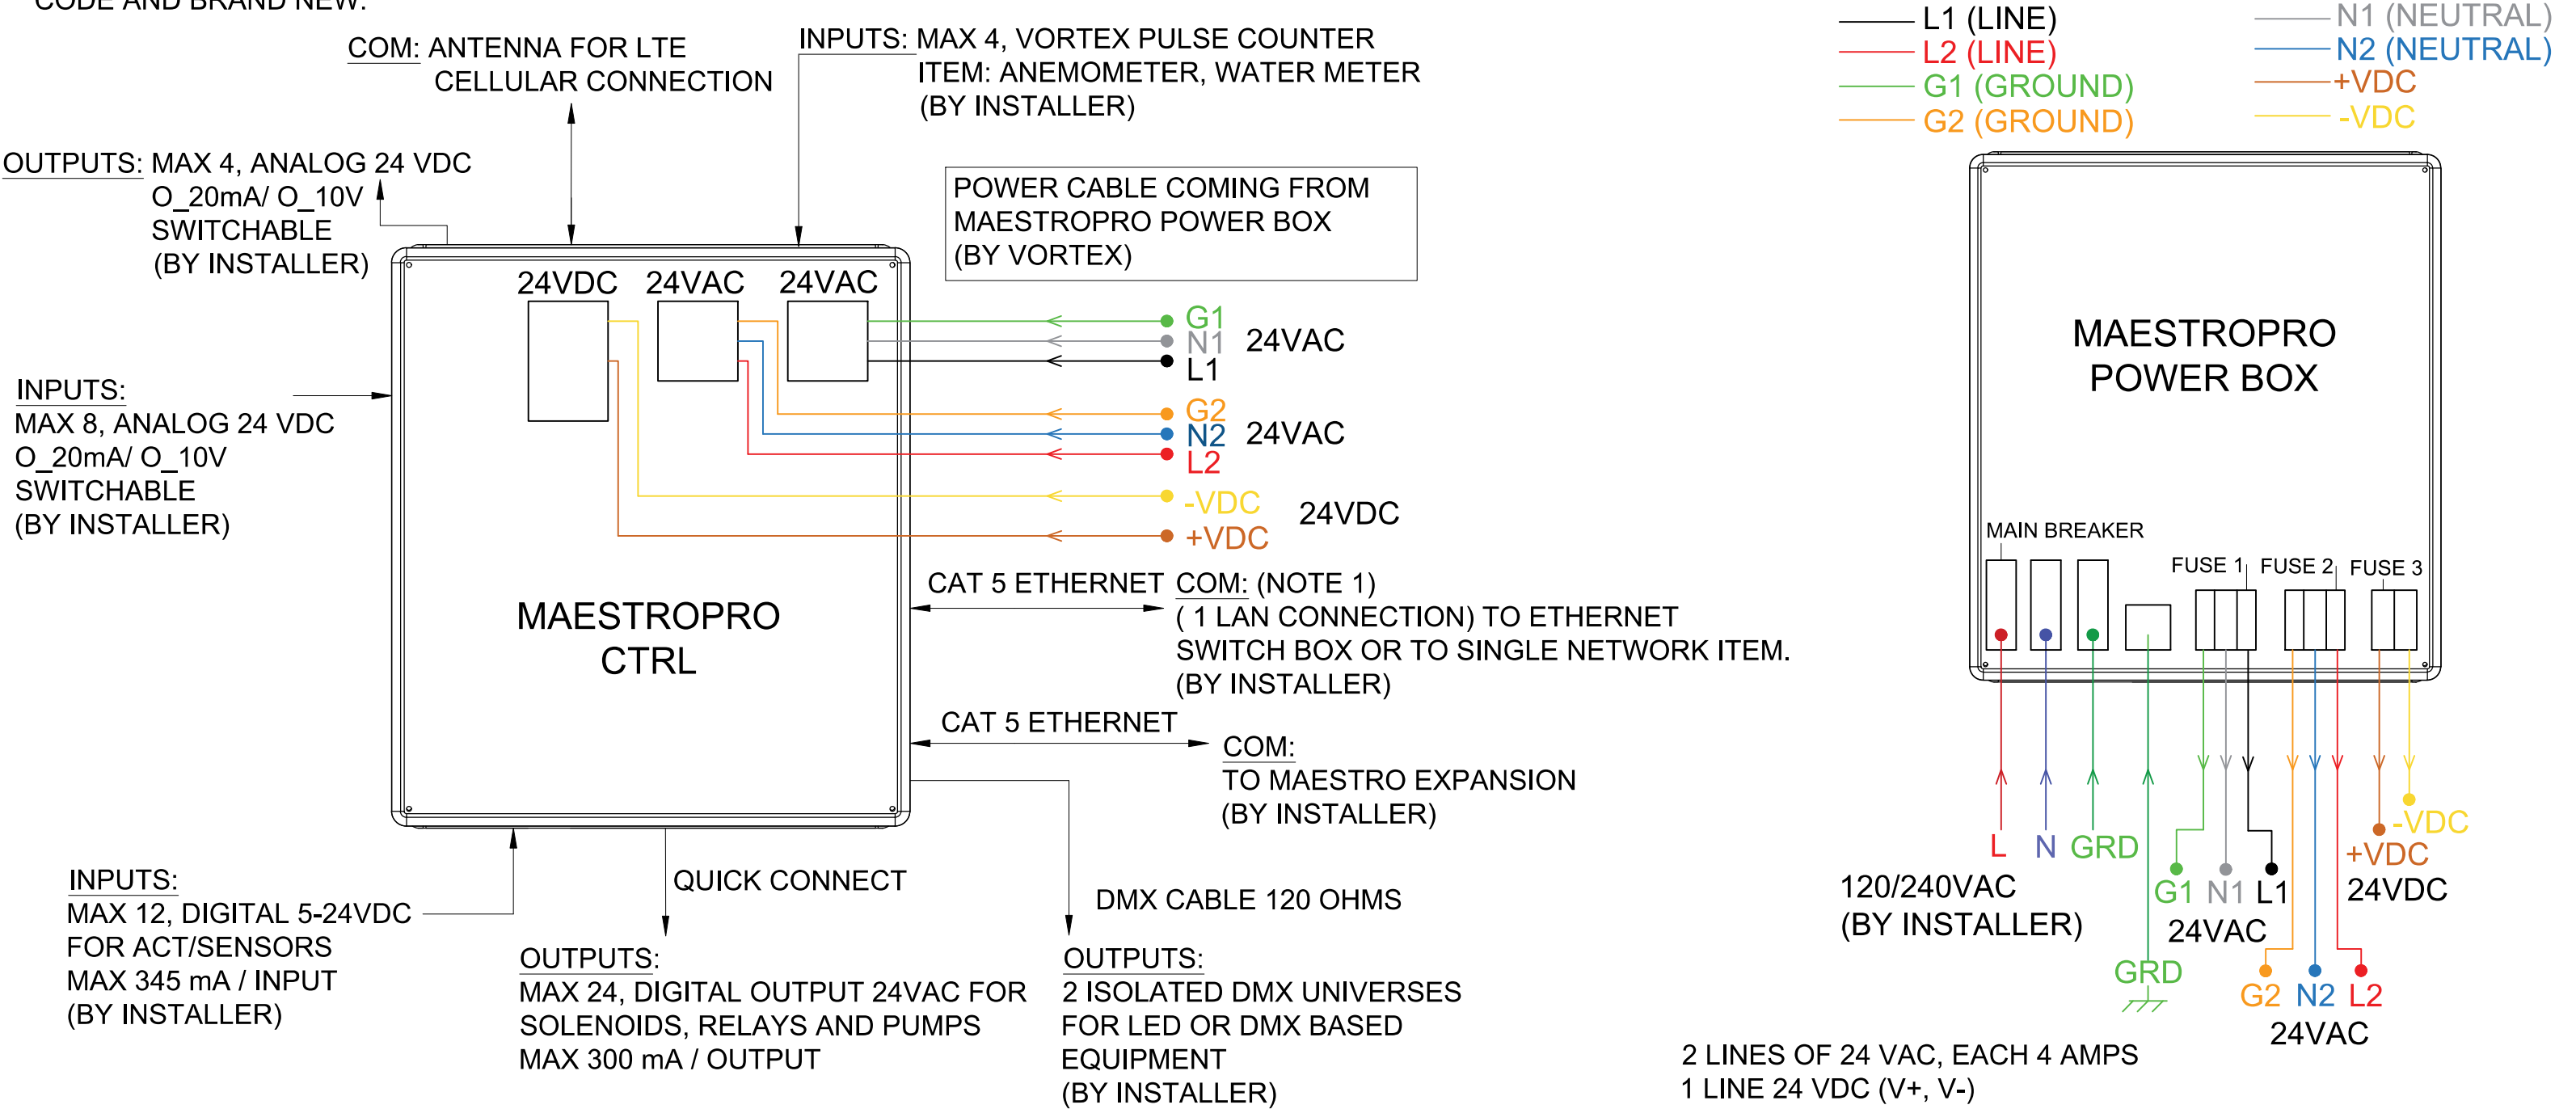 CODE AND BRAND NEW.
COM: ANTENNA FOR LTE
CELLULAR CONNECTION
INPUTS: MAX 4, VORTEX PULSE COUNTER
ITEM: ANEMOMETER, WATER METER
(BY INSTALLER)
OUTPUTS: MAX 4, ANALOG 24 VDC
O_20mA/ O_10V
SWITCHABLE
(BY INSTALLER)
POWER CABLE COMING FROM
MAESTROPRO POWER BOX
(BY VORTEX)
24VDC
24VAC
24VAC
G1
N1
L1
24VAC
G2
N2
L2
24VAC
-VDC
+VDC
24VDC
INPUTS:
MAX 8, ANALOG 24 VDC
O_20mA/ O_10V
SWITCHABLE
(BY INSTALLER)
MAESTROPRO
CTRL
CAT 5 ETHERNET
COM: (NOTE 1)
( 1 LAN CONNECTION) TO ETHERNET
SWITCH BOX OR TO SINGLE NETWORK ITEM.
(BY INSTALLER)
CAT 5 ETHERNET
COM:
TO MAESTRO EXPANSION
(BY INSTALLER)
INPUTS:
MAX 12, DIGITAL 5-24VDC
FOR ACT/SENSORS
MAX 345 mA / INPUT
(BY INSTALLER)
QUICK CONNECT
OUTPUTS:
MAX 24, DIGITAL OUTPUT 24VAC FOR
SOLENOIDS, RELAYS AND PUMPS
MAX 300 mA / OUTPUT
DMX CABLE 120 OHMS
OUTPUTS:
2 ISOLATED DMX UNIVERSES
FOR LED OR DMX BASED
EQUIPMENT
(BY INSTALLER)
L1 (LINE)
L2 (LINE)
G1 (GROUND)
G2 (GROUND)
N1 (NEUTRAL)
N2 (NEUTRAL)
+VDC
-VDC
MAESTROPRO
POWER BOX
MAIN BREAKER
FUSE 1
FUSE 2
FUSE 3
L
N
GRD
120/240VAC
(BY INSTALLER)
GRD
G1
N1
L1
24VAC
G2
N2
L2
24VAC
-VDC
+VDC
24VDC
2 LINES OF 24 VAC, EACH 4 AMPS
1 LINE 24 VDC (V+, V-)